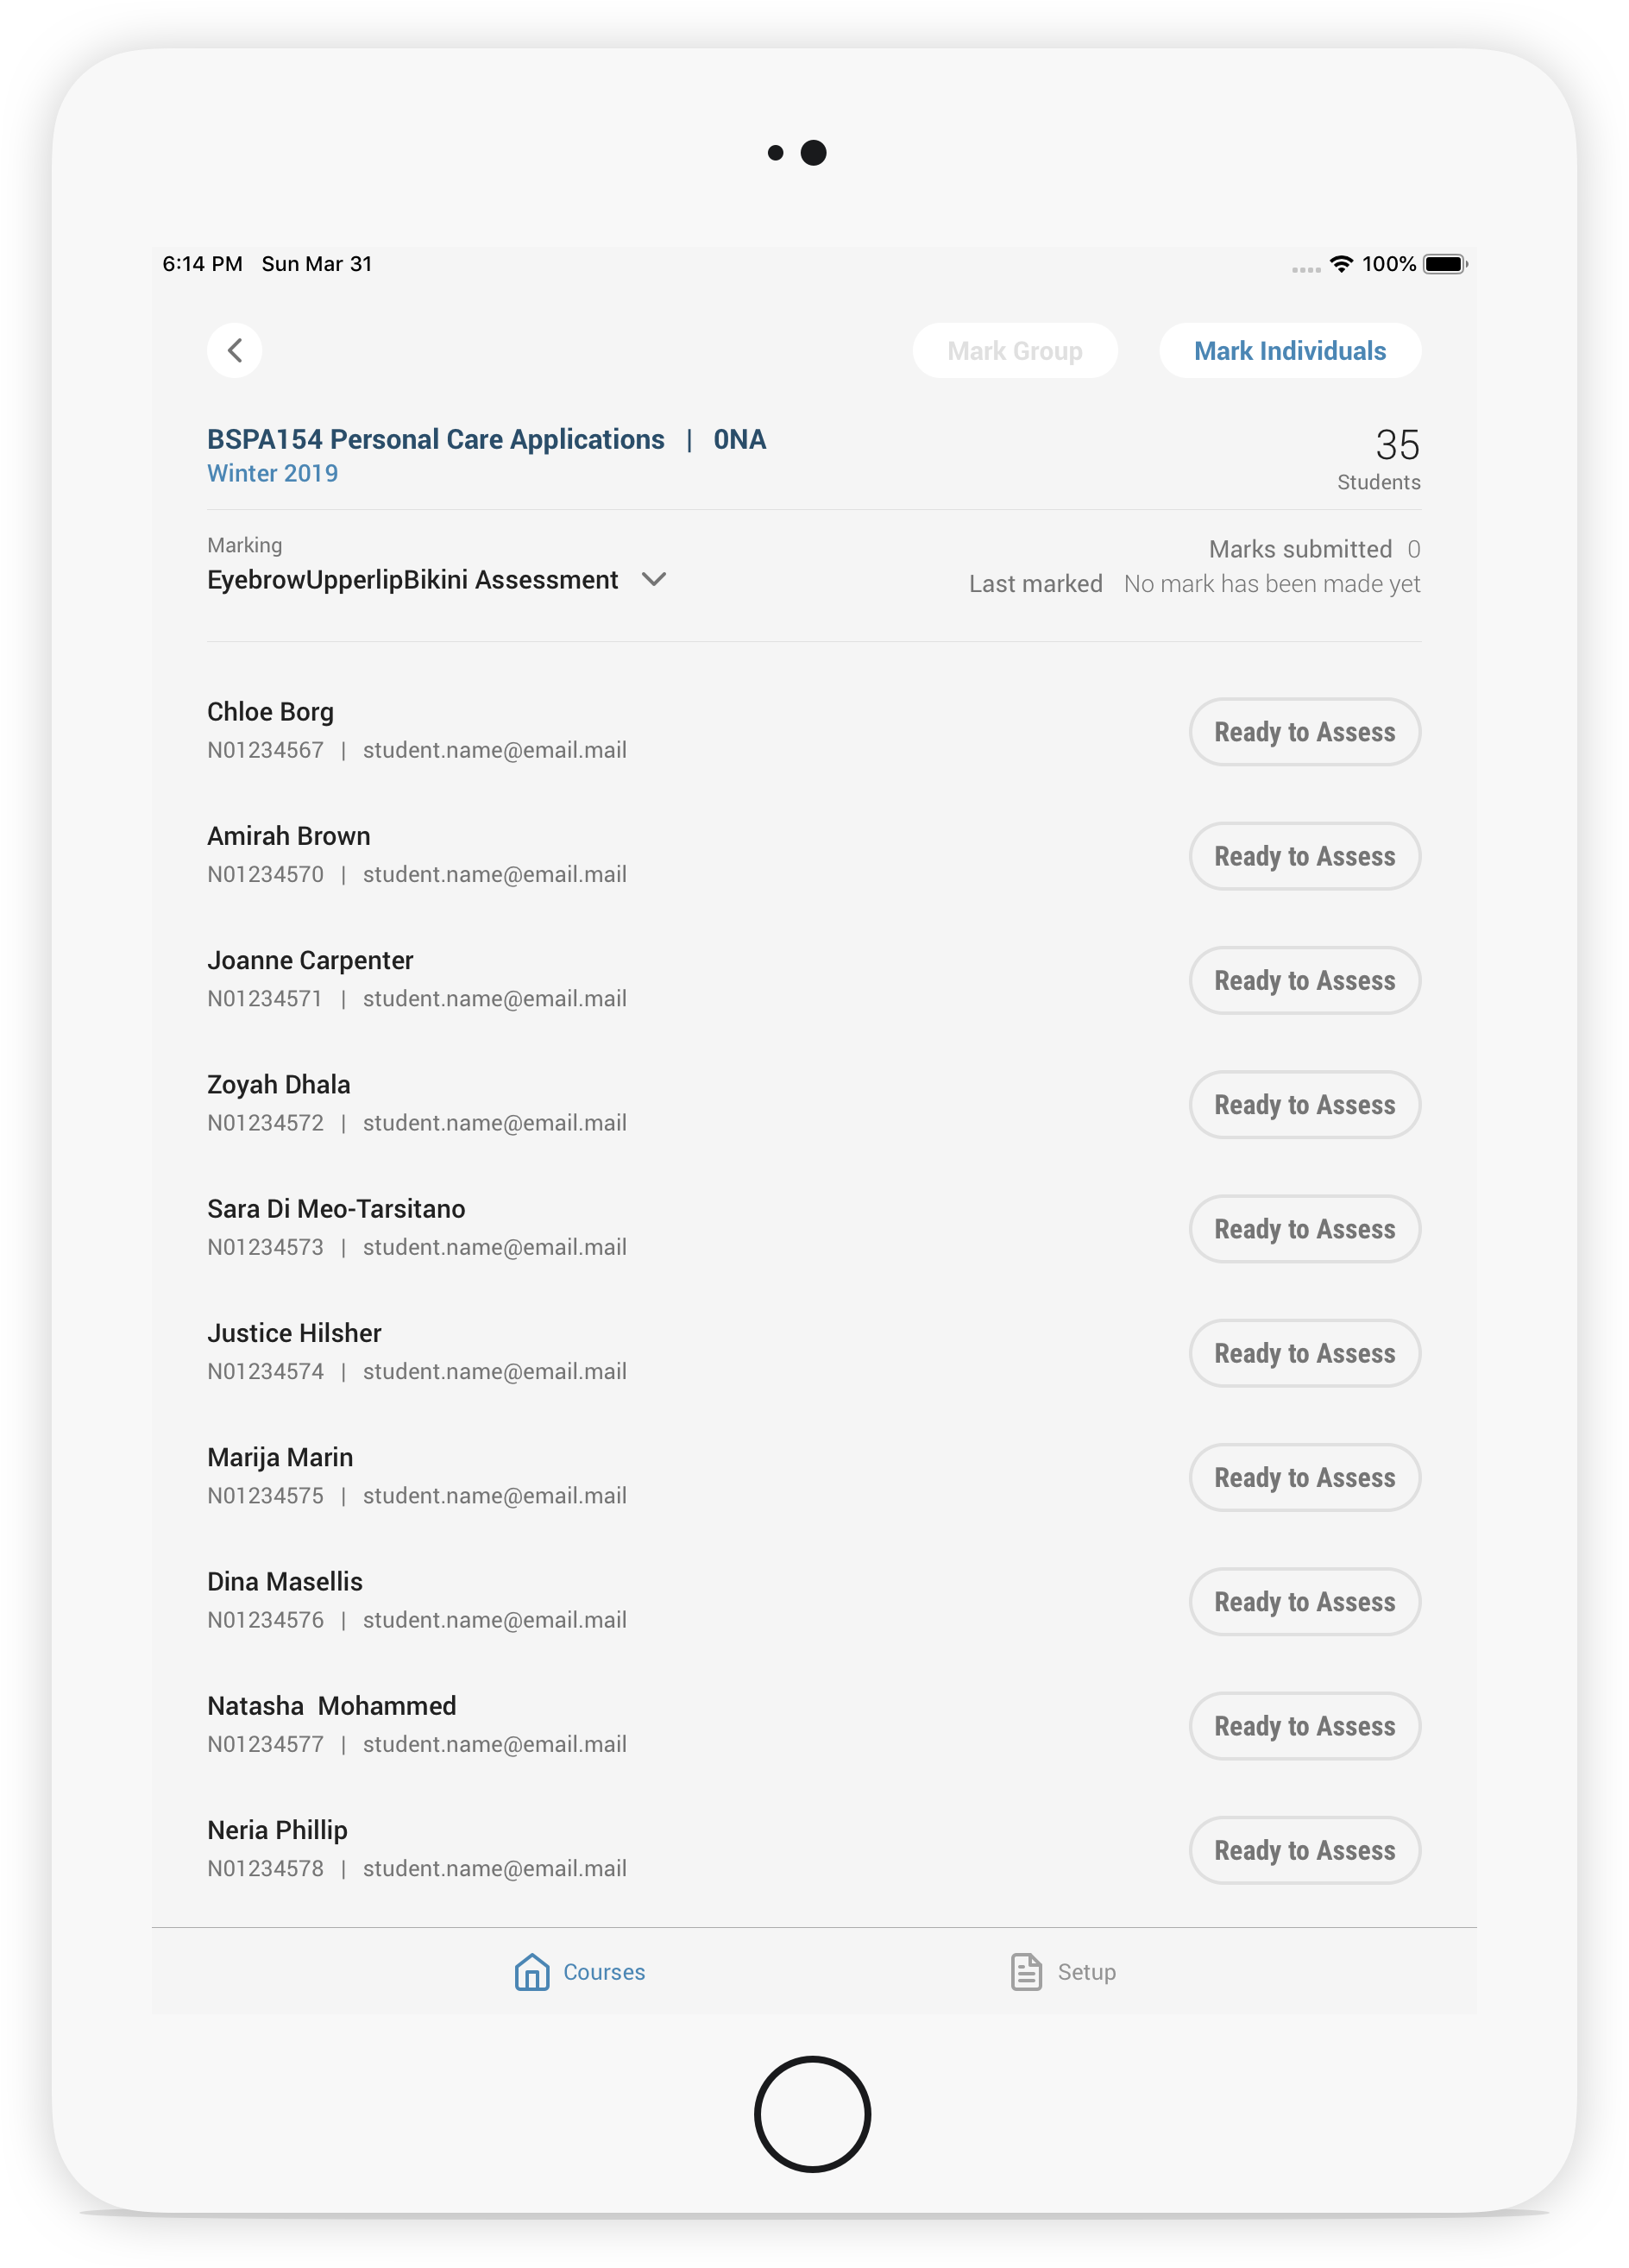 6:14 PM Sun Mar 31 100%
Mark Group Mark Individuals
BSPA154 Personal Care Applications | 0NA
Winter 2019
35
Students
Marking
EyebrowUpperlipBikini Assessment
Marks submitted 0
Last marked No mark has been made yet
Chloe Borg
N01234567 | student.name@email.mail
Ready to Assess
Amirah Brown
N01234570 | student.name@email.mail
Ready to Assess
Joanne Carpenter
N01234571 | student.name@email.mail
Ready to Assess
Zoyah Dhala
N01234572 | student.name@email.mail
Ready to Assess
Sara Di Meo-Tarsitano
N01234573 | student.name@email.mail
Ready to Assess
Justice Hilsher
N01234574 | student.name@email.mail
Ready to Assess
Marija Marin
N01234575 | student.name@email.mail
Ready to Assess
Dina Masellis
N01234576 | student.name@email.mail
Ready to Assess
Natasha  Mohammed
N01234577 | student.name@email.mail
Ready to Assess
Neria Phillip
N01234578 | student.name@email.mail
Ready to Assess
Courses Setup